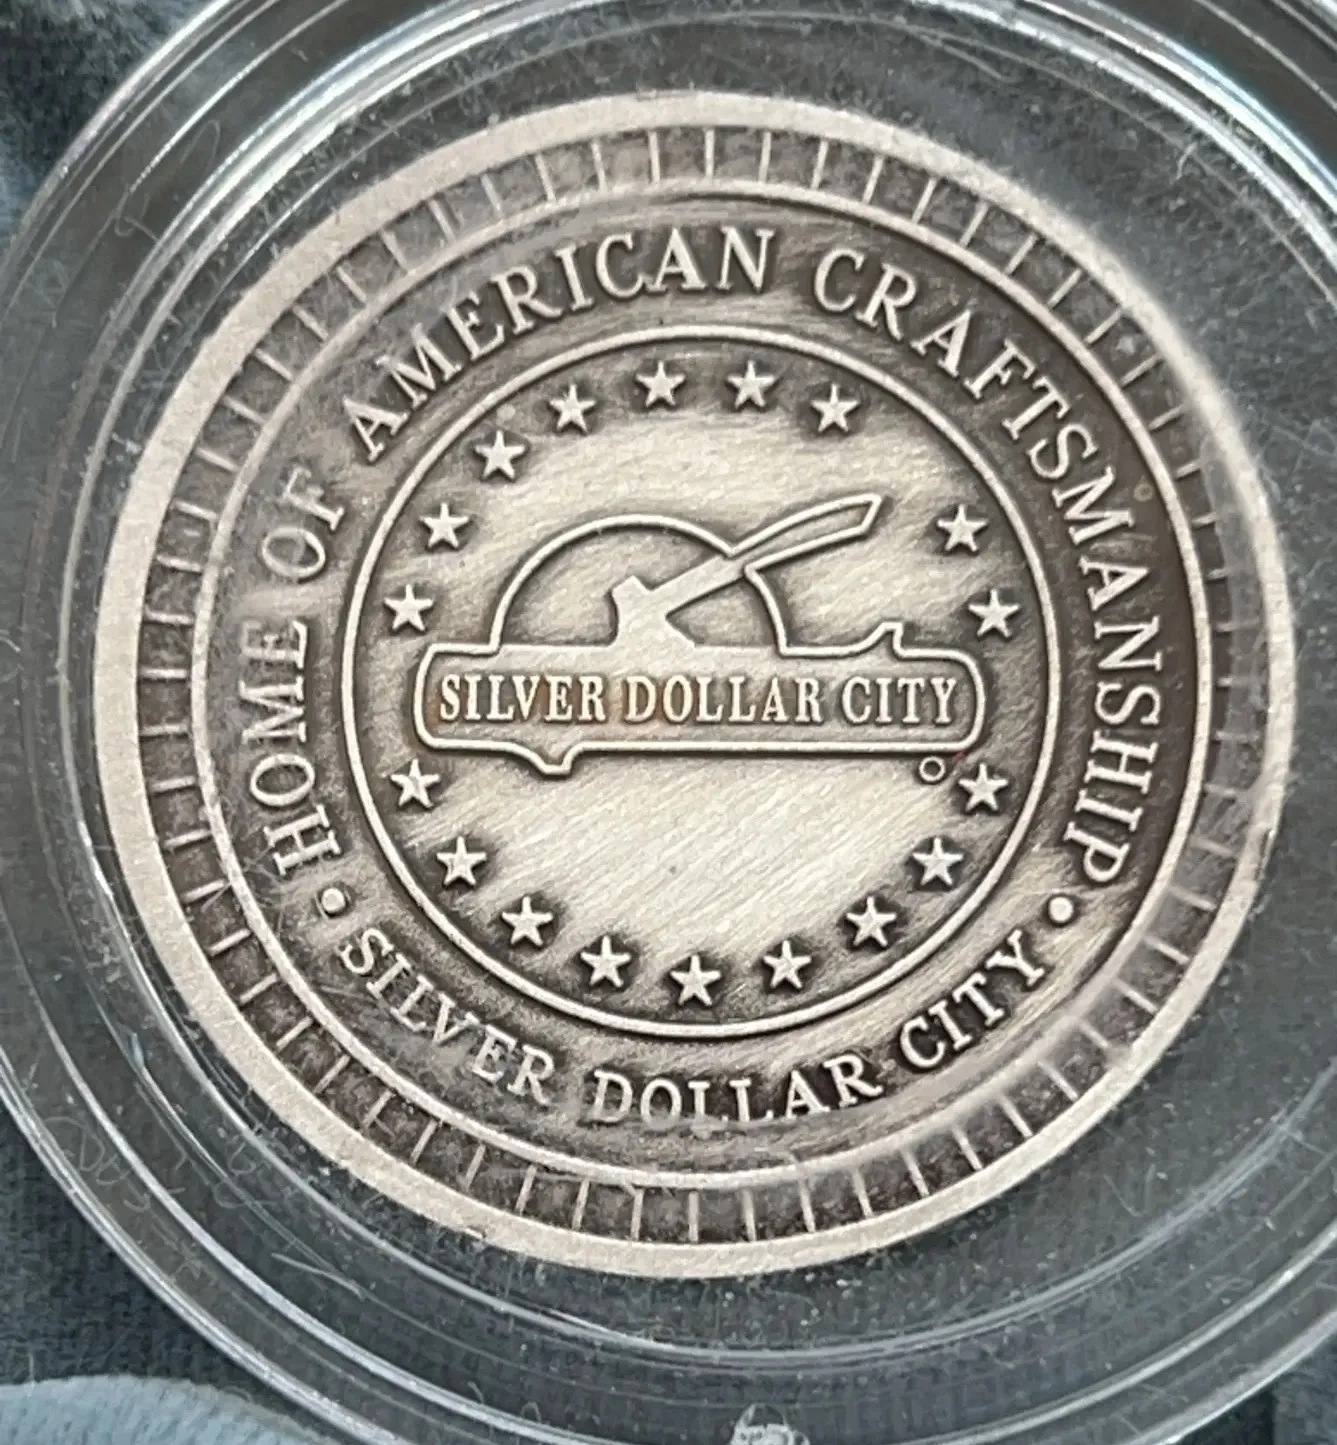 HOME OF AMERICAN CRAFTSMANSHIP
SILVER DOLLAR CITY
• SILVER DOLLAR CITY •